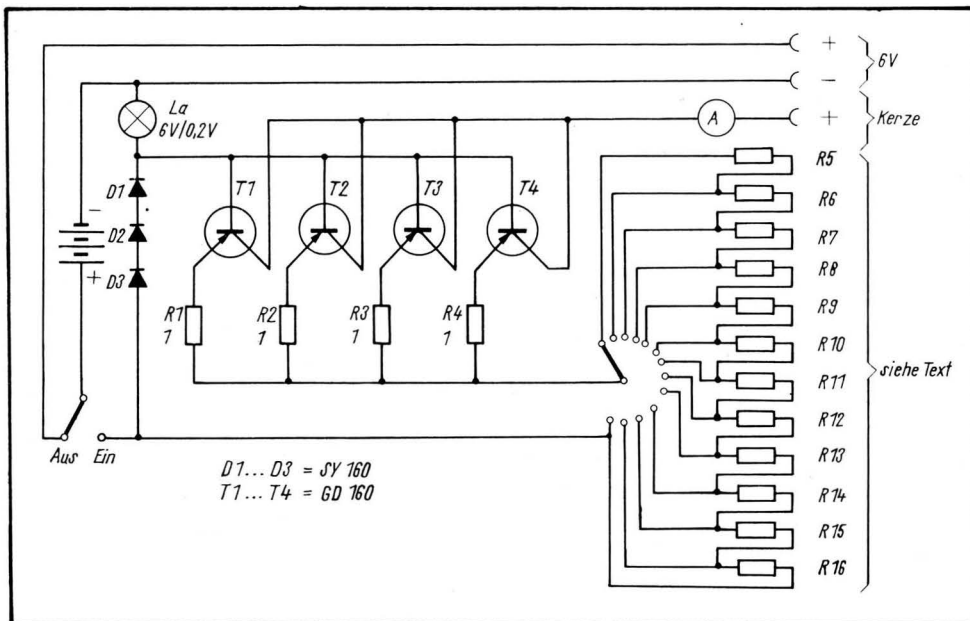 +
6V
−
La
6V/0,2V
A
+
Kerze
D1
T1
T2
T3
T4
R5
R6
−
D2
R7
+
D3
R8
R1
1
R2
1
R3
1
R4
1
R9
R10
R11
siehe Text
R12
Aus
Ein
R13
D1... D3 = SY 160
T1... T4 = GD 160
R14
R15
R16